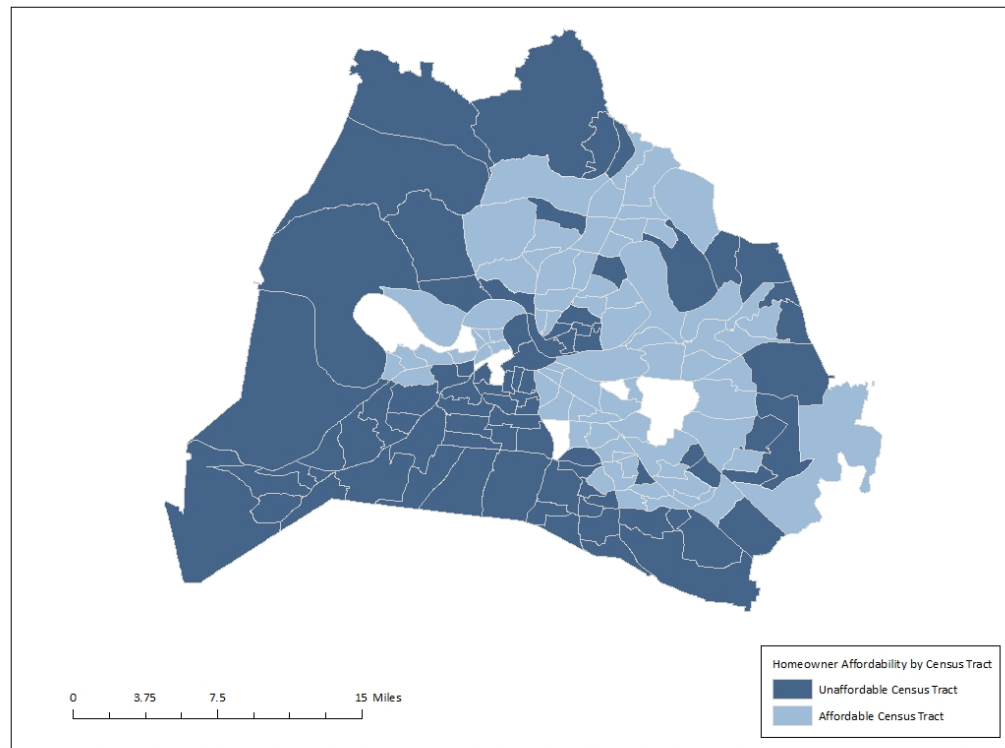 0 3.75 7.5 15 Miles
Homeowner Affordability by Census Tract
Unaffordable Census Tract
Affordable Census Tract